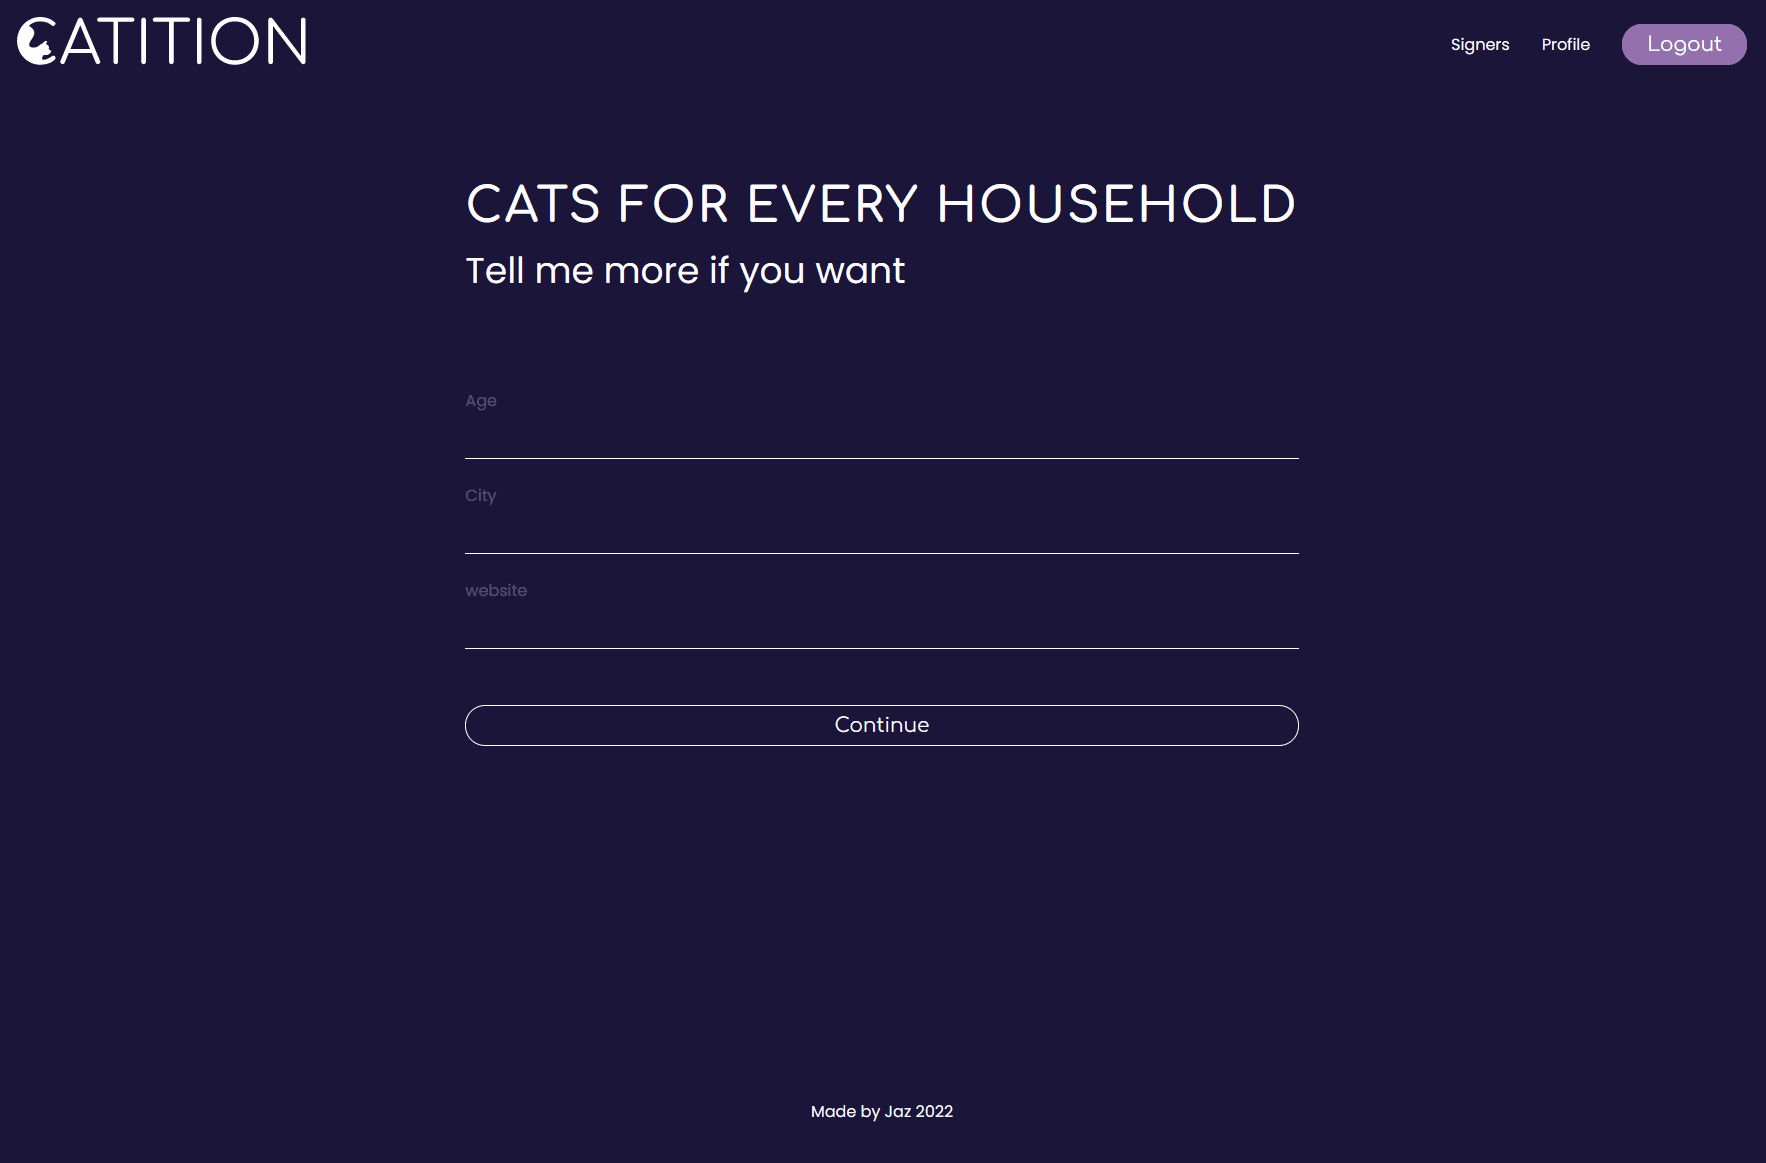 CATITION
Signers
Profile
Logout
CATS FOR EVERY HOUSEHOLD
Tell me more if you want
Age
City
website
Continue
Made by Jaz 2022